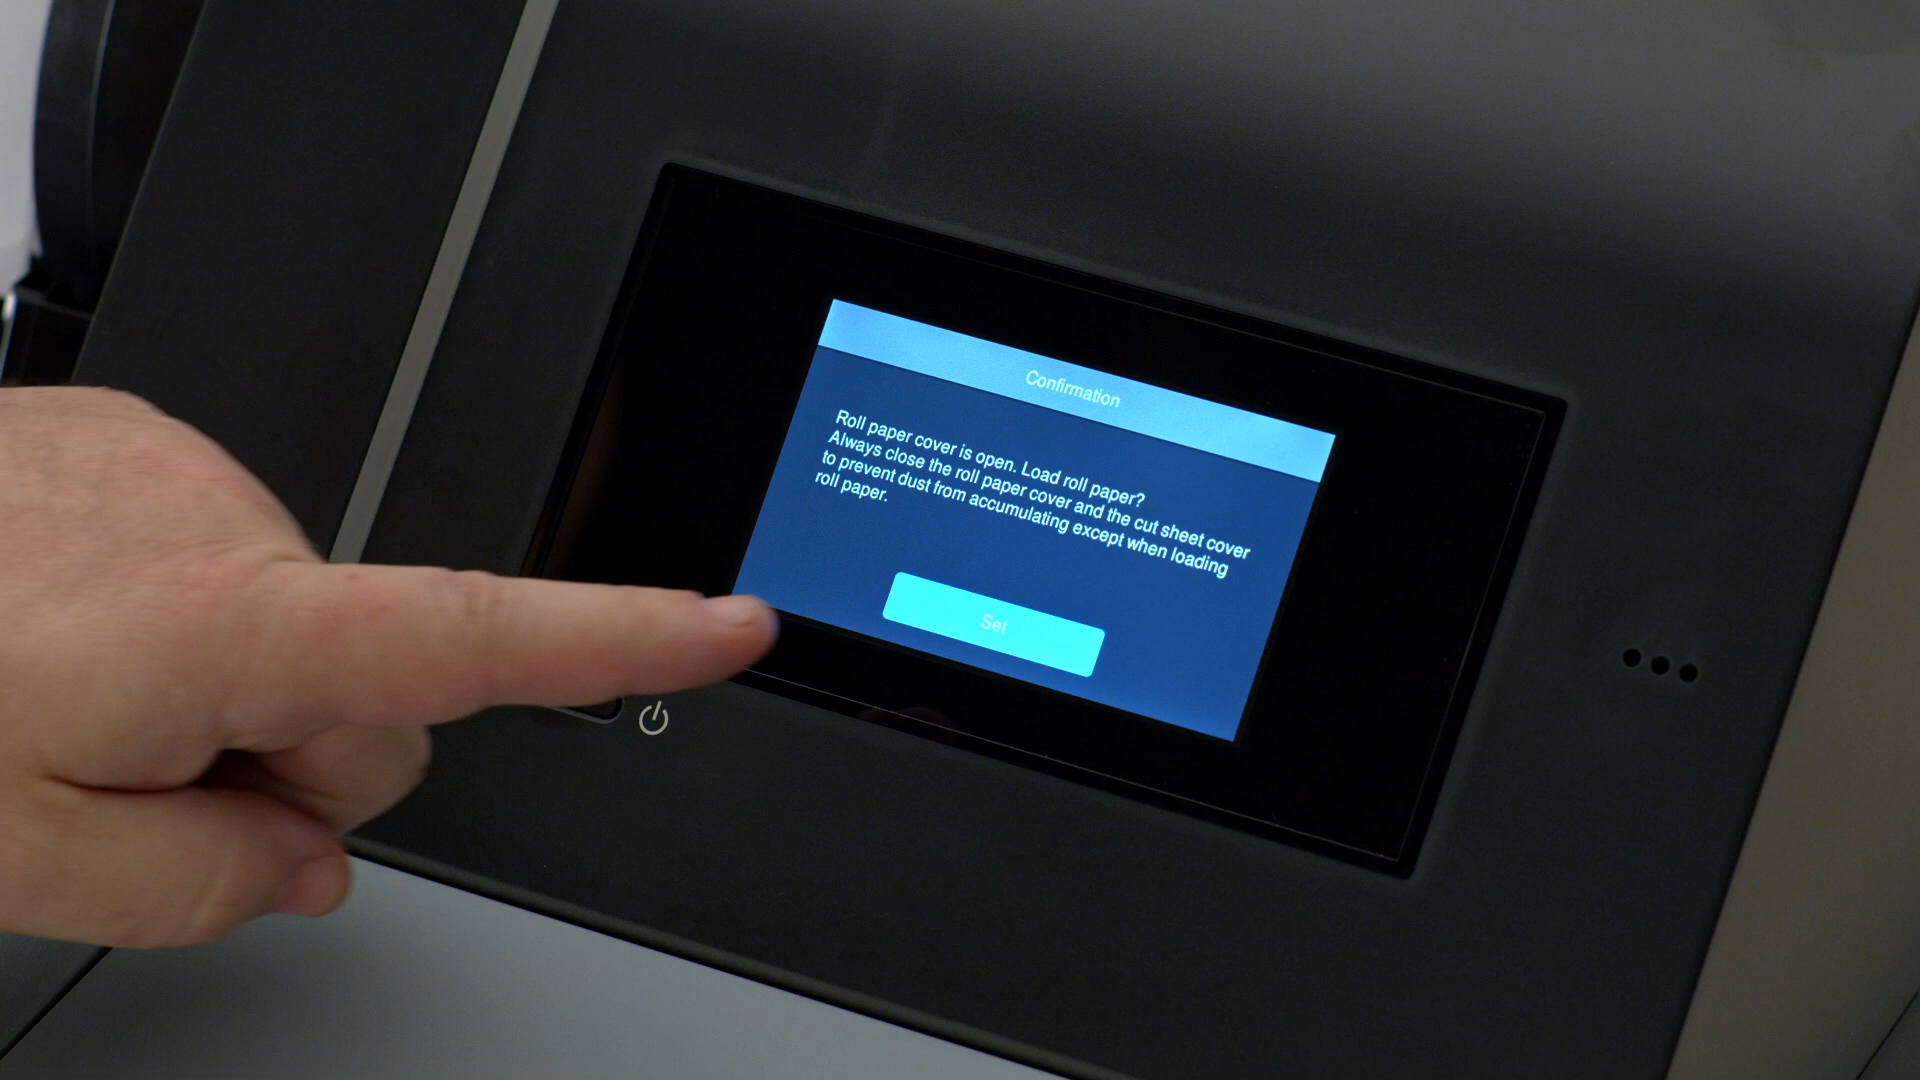 Confirmation
Roll paper cover is open. Load roll paper?
Always close the roll paper cover and the cut sheet cover
to prevent dust from accumulating except when loading
roll paper.
Set